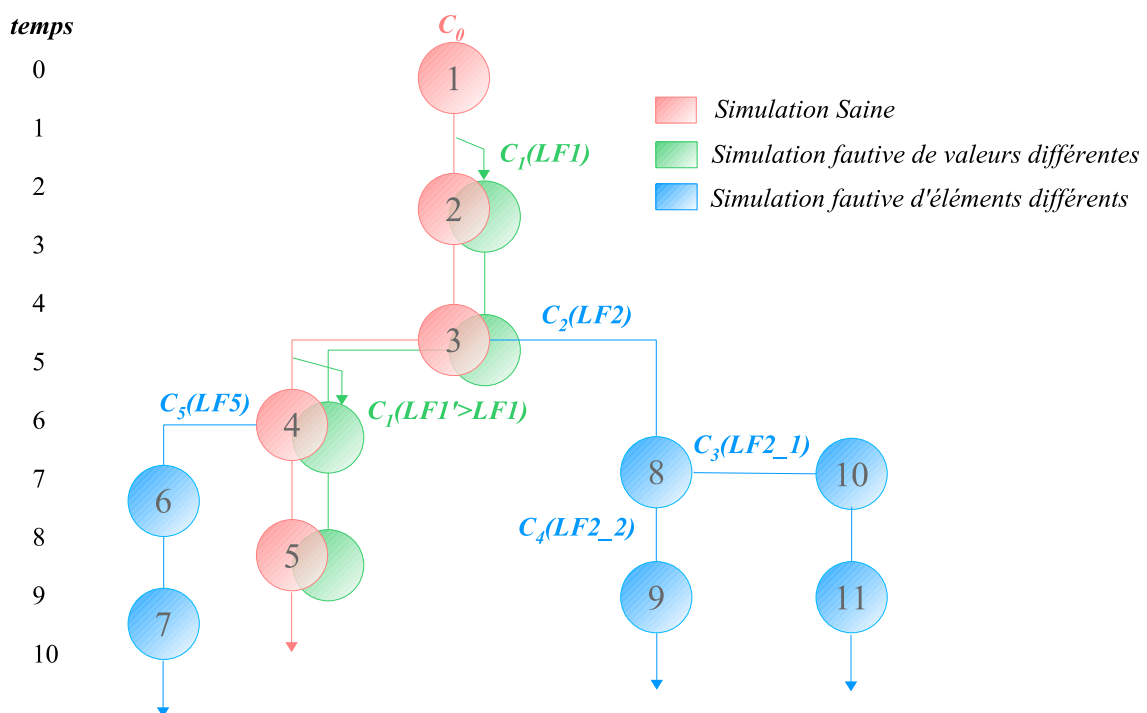 temps
C0
0
1
1
C1(LF1)
2
2
3
4
3
C2(LF2)
5
C5(LF5)
4
C1(LF1'>LF1)
6
C3(LF2_1)
7
6
8
10
8
5
C4(LF2_2)
9
7
9
11
10
Simulation Saine
Simulation fautive de valeurs différentes
Simulation fautive d'éléments différents